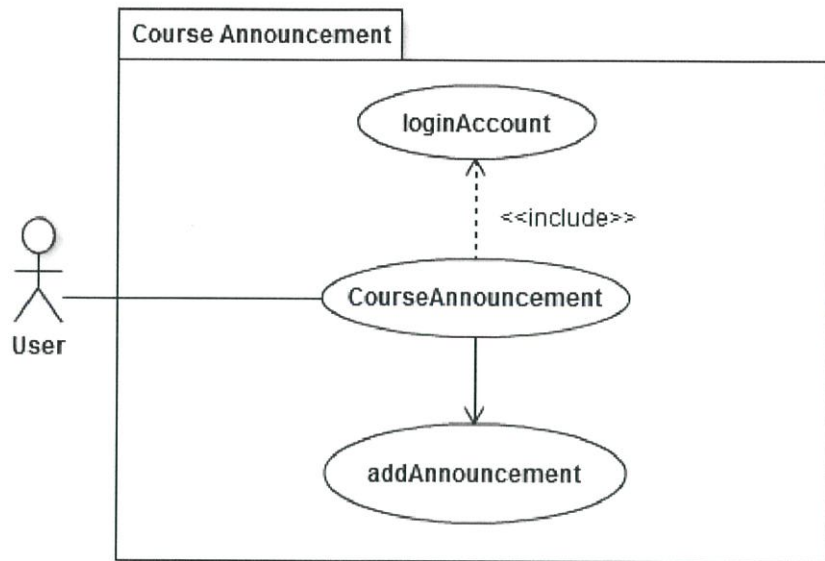 Course Announcement
loginAccount
<<include>>
CourseAnnouncement
User
addAnnouncement